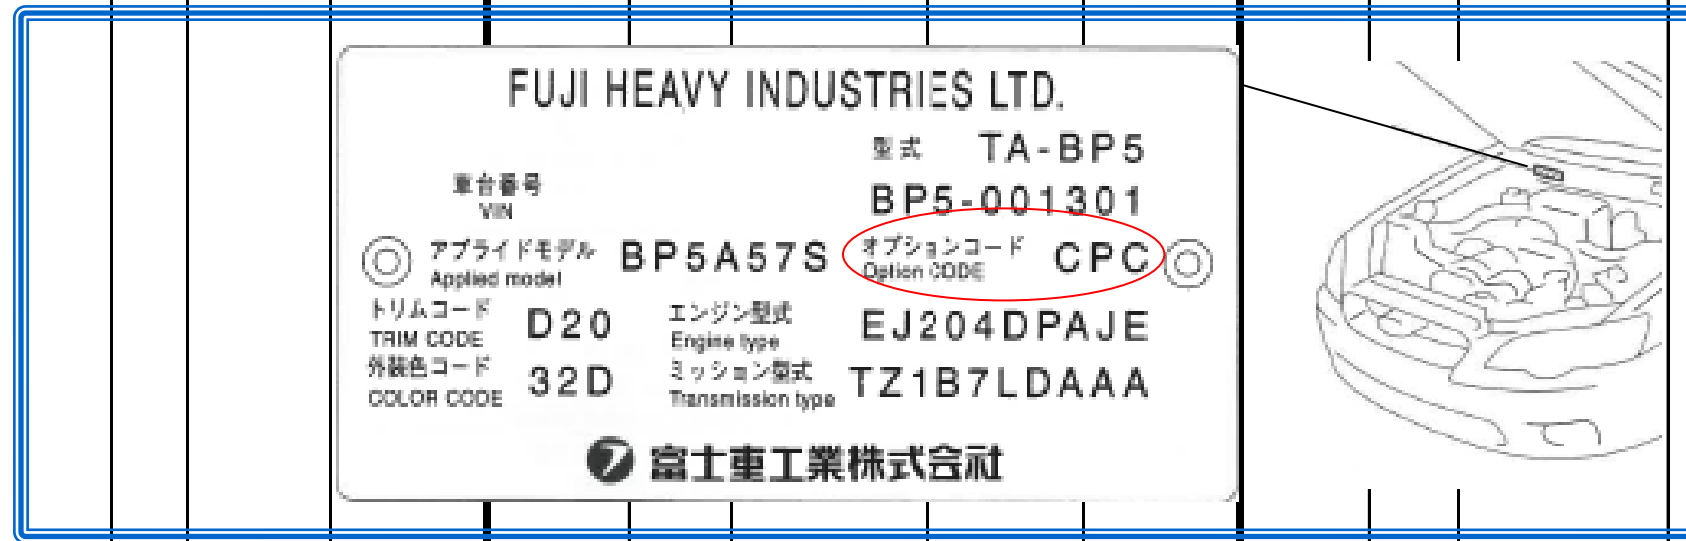 FUJI HEAVY INDUSTRIES LTD.
型式 TA-BP5
車台番号
VIN
BP5-001301
アプライドモデル
Applied model
BP5A57S
オプションコード
Option CODE
CPC
トリムコード
TRIM CODE
D20
エンジン型式
Engine type
EJ204DPAJE
外装色コード
COLOR CODE
32D
ミッション型式
Transmission type
TZ1B7LDAAA
富士重工業株式会社